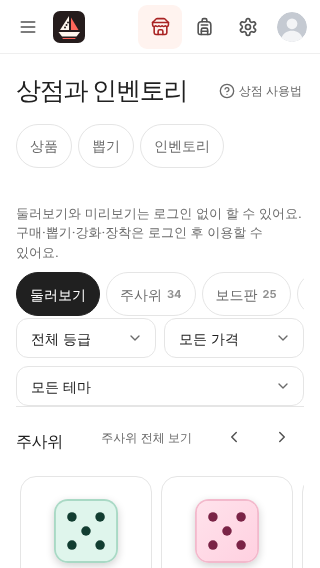 상점과 인벤토리
상점 사용법
상품
뽑기
인벤토리
둘러보기와 미리보기는 로그인 없이 할 수 있어요.
구매·뽑기·강화·장착은 로그인 후 이용할 수
있어요.
둘러보기
주사위 34
보드판 25
전체 등급
모든 가격
모든 테마
주사위
주사위 전체 보기